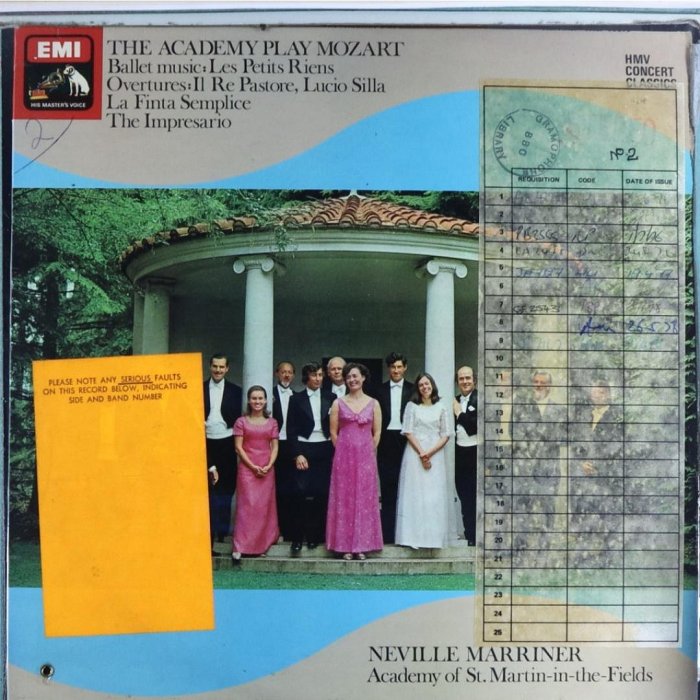 EMI
HIS MASTER'S VOICE
THE ACADEMY PLAY MOZART
Ballet music: Les Petits Riens
Overtures: Il Re Pastore, Lucio Silla
La Finta Semplice
The Impresario
HMV
CONCERT
CLASSICS
2
GRAMOPHONE
LIBRARY
880
No 2
REQUISITION CODE DATE OF ISSUE
1
2
3
4
5
6
7
8
9
10
11
12
13
14
15
16
17
18
19
20
21
22
23
24
25
PLEASE NOTE ANY SERIOUS FAULTS
ON THIS RECORD BELOW, INDICATING
SIDE AND BAND NUMBER
NEVILLE MARRINER
Academy of St. Martin-in-the-Fields